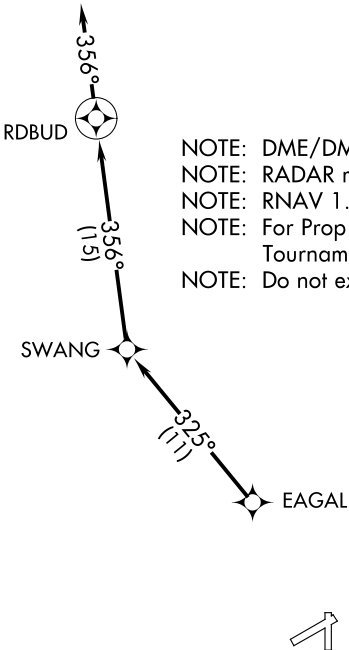 356°
RDBUD
NOTE: DME/DM
NOTE: RADAR r
NOTE: RNAV 1.
NOTE: For Prop
Tournam
NOTE: Do not ex
356°
(15)
SWANG
325°
(11)
EAGAL